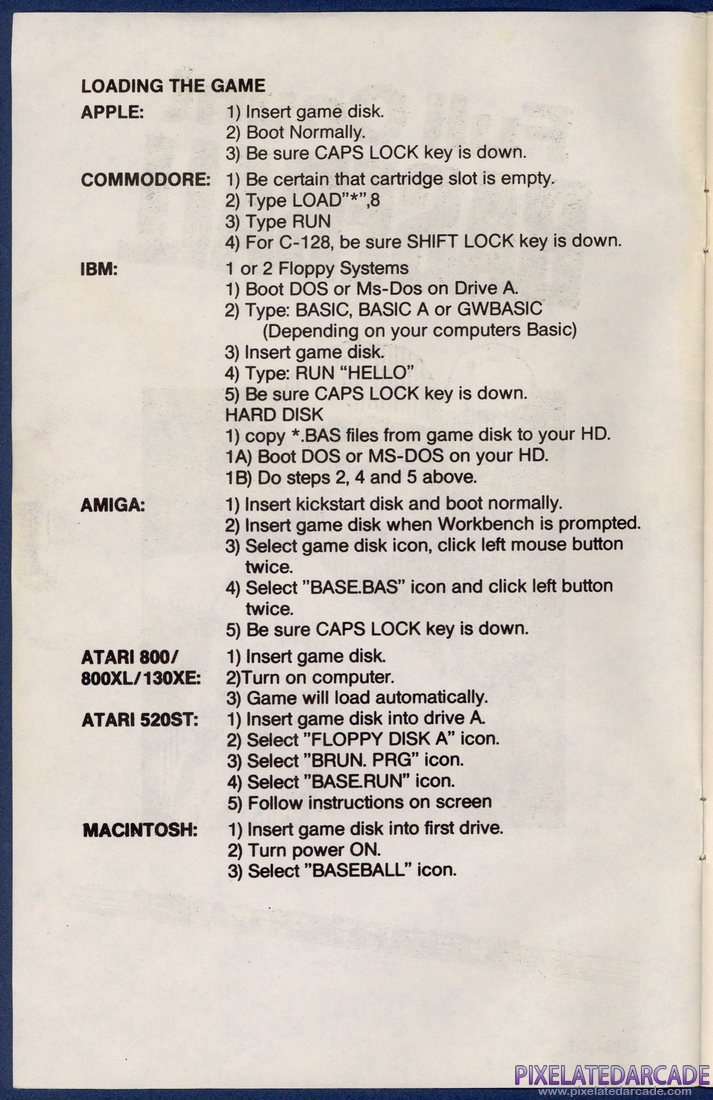 LOADING THE GAME
APPLE: 1) Insert game disk.
2) Boot Normally.
3) Be sure CAPS LOCK key is down.
COMMODORE: 1) Be certain that cartridge slot is empty.
2) Type LOAD"*",8
3) Type RUN
4) For C-128, be sure SHIFT LOCK key is down.
IBM: 1 or 2 Floppy Systems
1) Boot DOS or Ms-Dos on Drive A.
2) Type: BASIC, BASIC A or GWBASIC
(Depending on your computers Basic)
3) Insert game disk.
4) Type: RUN "HELLO"
5) Be sure CAPS LOCK key is down.
HARD DISK
1) copy *.BAS files from game disk to your HD.
1A) Boot DOS or MS-DOS on your HD.
1B) Do steps 2, 4 and 5 above.
AMIGA: 1) Insert kickstart disk and boot normally.
2) Insert game disk when Workbench is prompted.
3) Select game disk icon, click left mouse button
twice.
4) Select "BASE.BAS" icon and click left button
twice.
5) Be sure CAPS LOCK key is down.
ATARI 800/ 1) Insert game disk.
800XL/130XE: 2)Turn on computer.
3) Game will load automatically.
ATARI 520ST: 1) Insert game disk into drive A.
2) Select "FLOPPY DISK A" icon.
3) Select "BRUN. PRG" icon.
4) Select "BASE.RUN" icon.
5) Follow instructions on screen
MACINTOSH: 1) Insert game disk into first drive.
2) Turn power ON.
3) Select "BASEBALL" icon.
PIXELATEDARCADE
www.pixelatedarcade.com